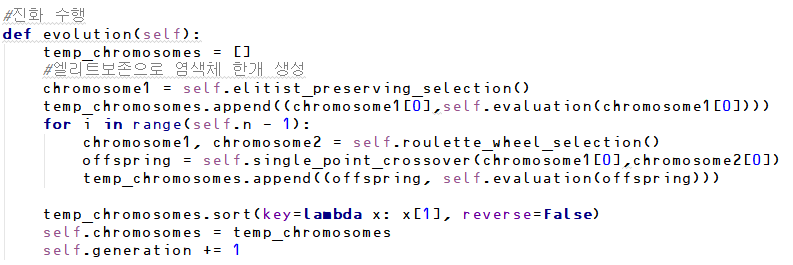 #진화 수행
def evolution(self):
    temp_chromosomes = []
    #엘리트보존으로 염색체 한개 생성
    chromosome1 = self.elitist_preserving_selection()
    temp_chromosomes.append((chromosome1[0],self.evaluation(chromosome1[0])))
    for i in range(self.n - 1):
        chromosome1, chromosome2 = self.roulette_wheel_selection()
        offspring = self.single_point_crossover(chromosome1[0],chromosome2[0])
        temp_chromosomes.append((offspring, self.evaluation(offspring)))
    temp_chromosomes.sort(key=lambda x: x[1], reverse=False)
    self.chromosomes = temp_chromosomes
    self.generation += 1